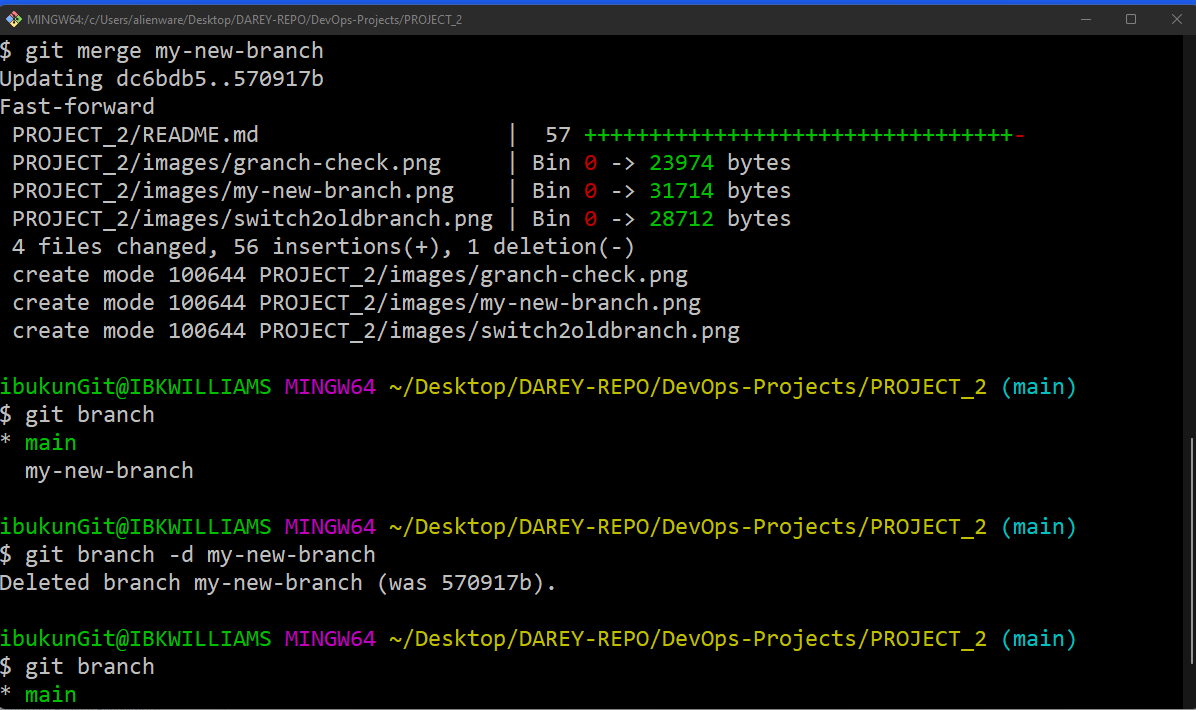 MINGW64:/c/Users/alienware/Desktop/DAREY-REPO/DevOps-Projects/PROJECT_2
$ git merge my-new-branch
Updating dc6bdb5..570917b
Fast-forward
 PROJECT_2/README.md                   |  57 +++++++++++++++++++++++++++++++++-
 PROJECT_2/images/granch-check.png     | Bin 0 -> 23974 bytes
 PROJECT_2/images/my-new-branch.png    | Bin 0 -> 31714 bytes
 PROJECT_2/images/switch2oldbranch.png | Bin 0 -> 28712 bytes
 4 files changed, 56 insertions(+), 1 deletion(-)
 create mode 100644 PROJECT_2/images/granch-check.png
 create mode 100644 PROJECT_2/images/my-new-branch.png
 create mode 100644 PROJECT_2/images/switch2oldbranch.png
ibukunGit@IBKWILLIAMS MINGW64 ~/Desktop/DAREY-REPO/DevOps-Projects/PROJECT_2 (main)
$ git branch
* main
  my-new-branch
ibukunGit@IBKWILLIAMS MINGW64 ~/Desktop/DAREY-REPO/DevOps-Projects/PROJECT_2 (main)
$ git branch -d my-new-branch
Deleted branch my-new-branch (was 570917b).
ibukunGit@IBKWILLIAMS MINGW64 ~/Desktop/DAREY-REPO/DevOps-Projects/PROJECT_2 (main)
$ git branch
* main